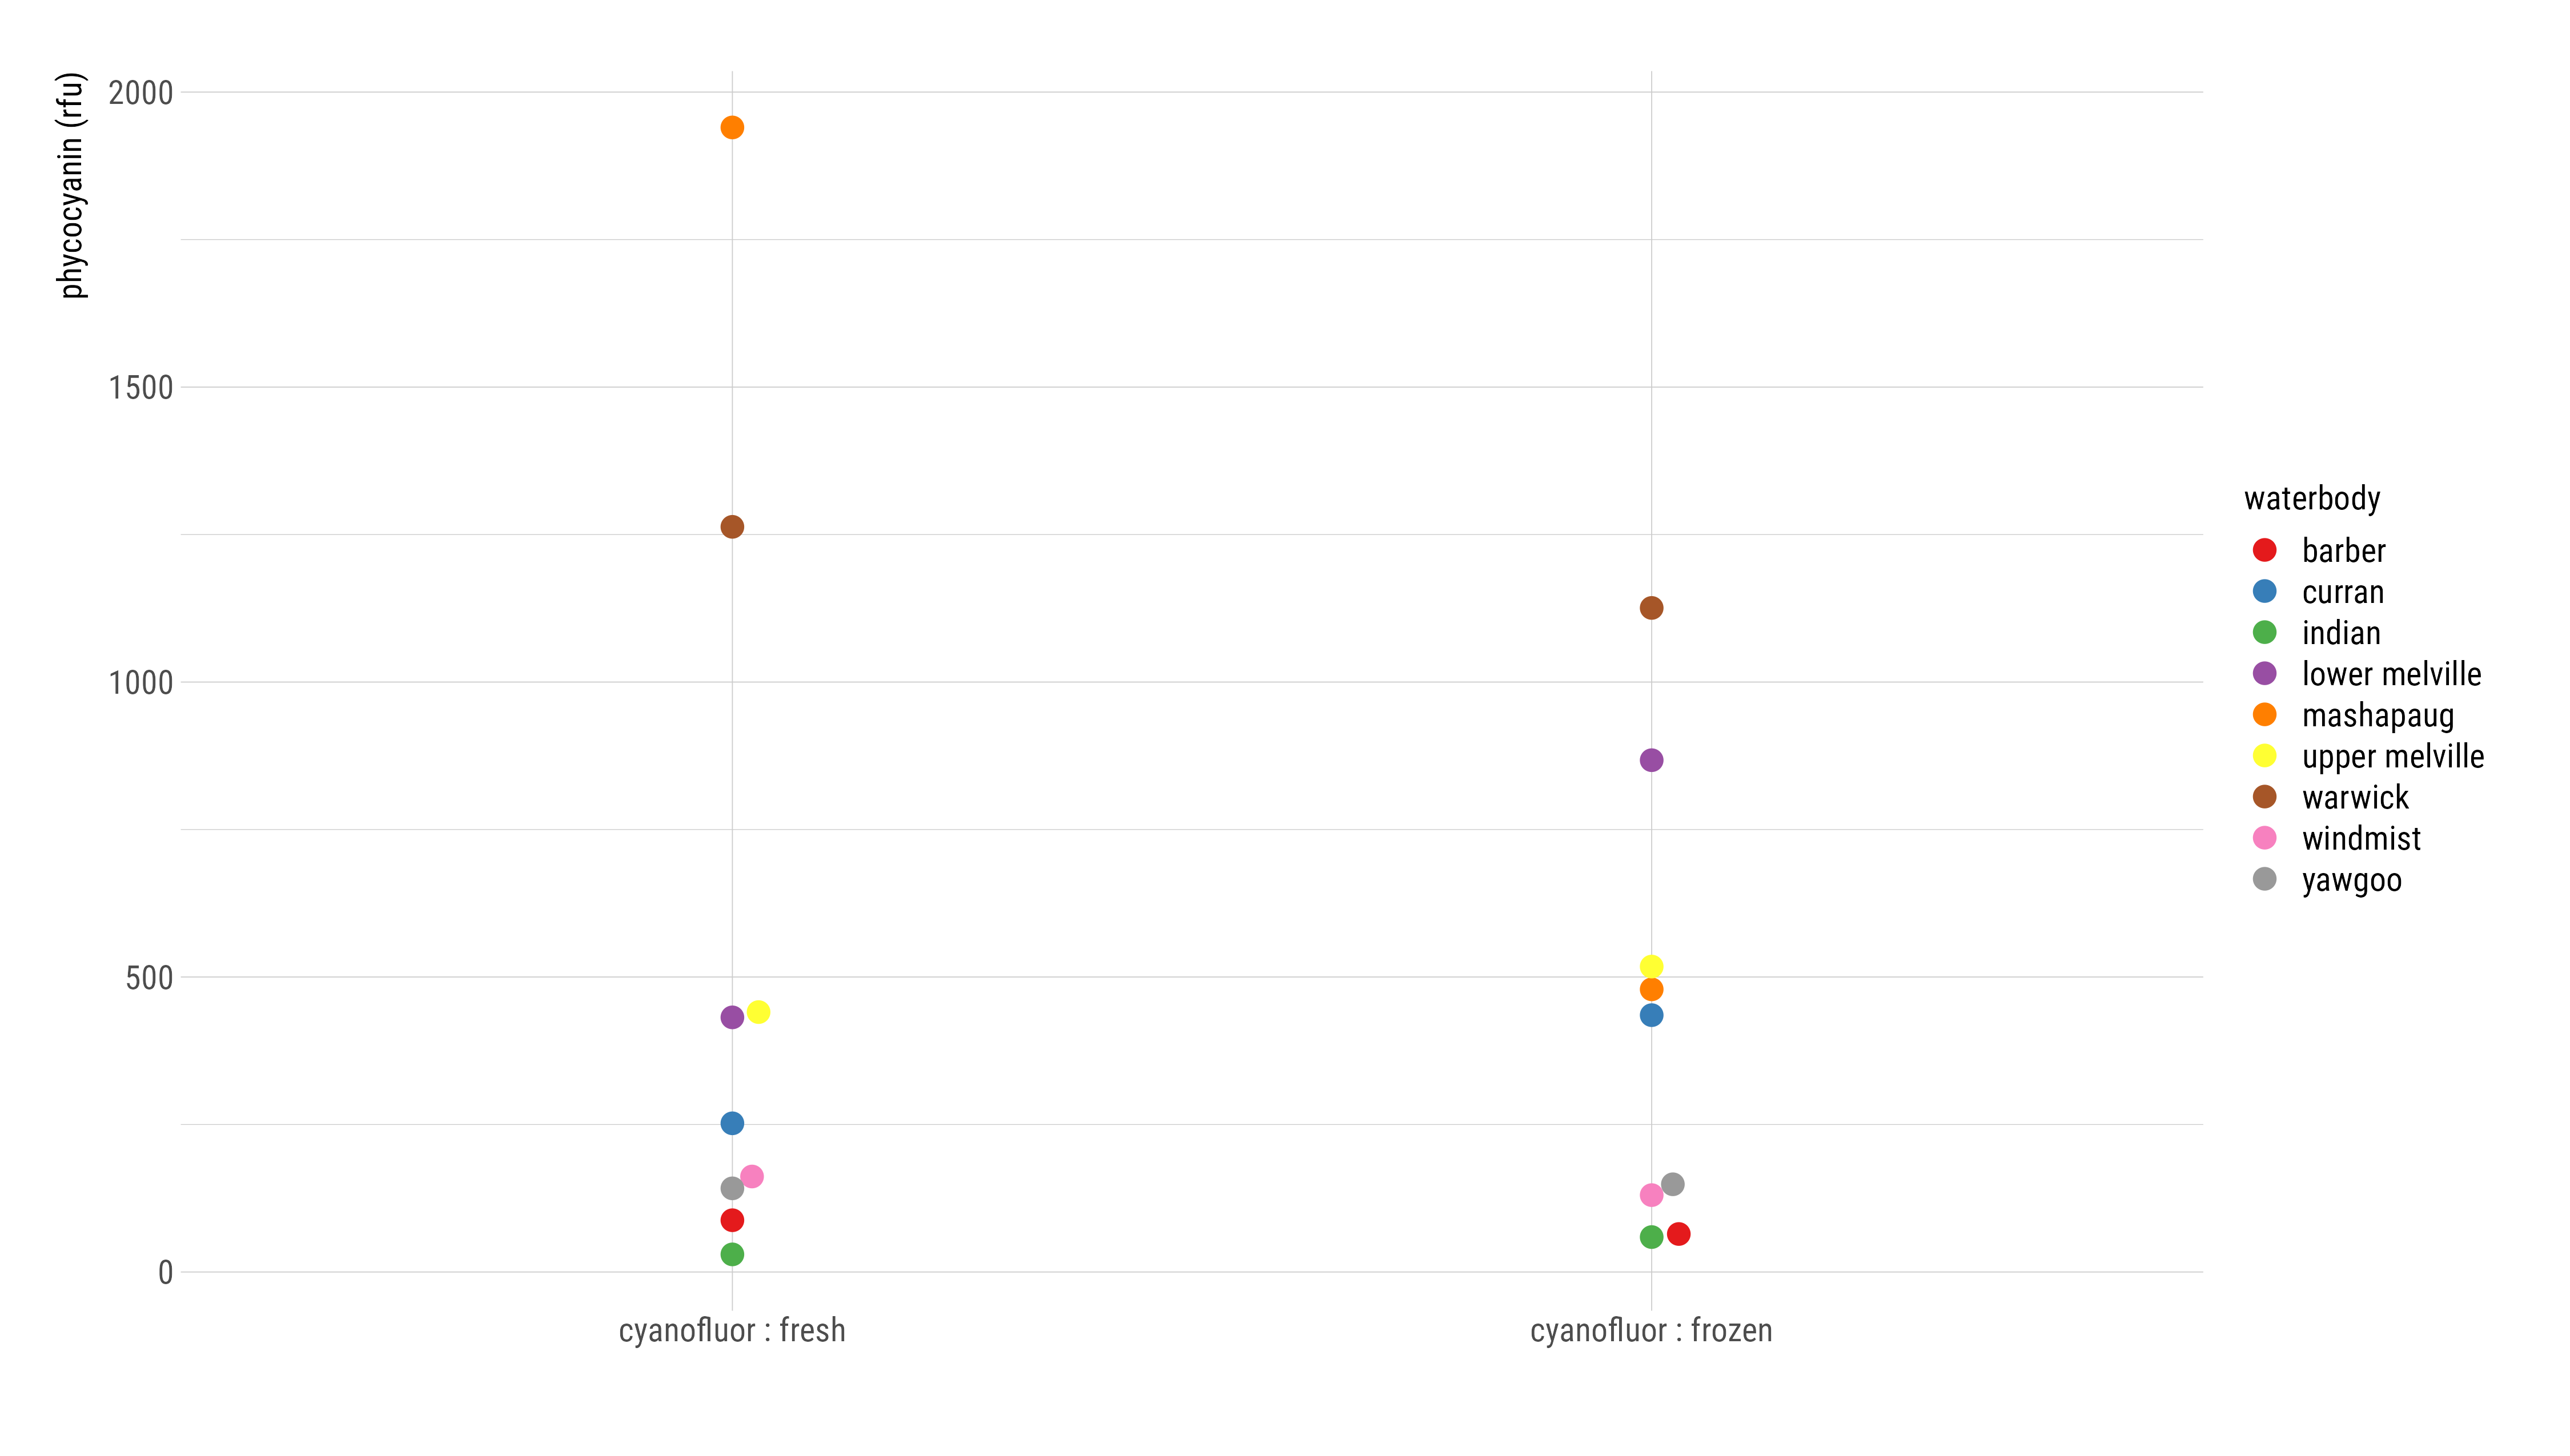 phycocyanin (rfu)
2000
1500
1000
500
0
cyanofluor : fresh
cyanofluor : frozen
waterbody
barber
curran
indian
lower melville
mashapaug
upper melville
warwick
windmist
yawgoo